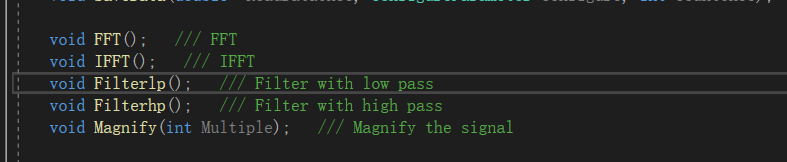 void FFT();   /// FFT
void IFFT();   /// IFFT
void Filterlp();   /// Filter with low pass
void Filterhp();   /// Filter with high pass
void Magnify(int Multiple);   /// Magnify the signal